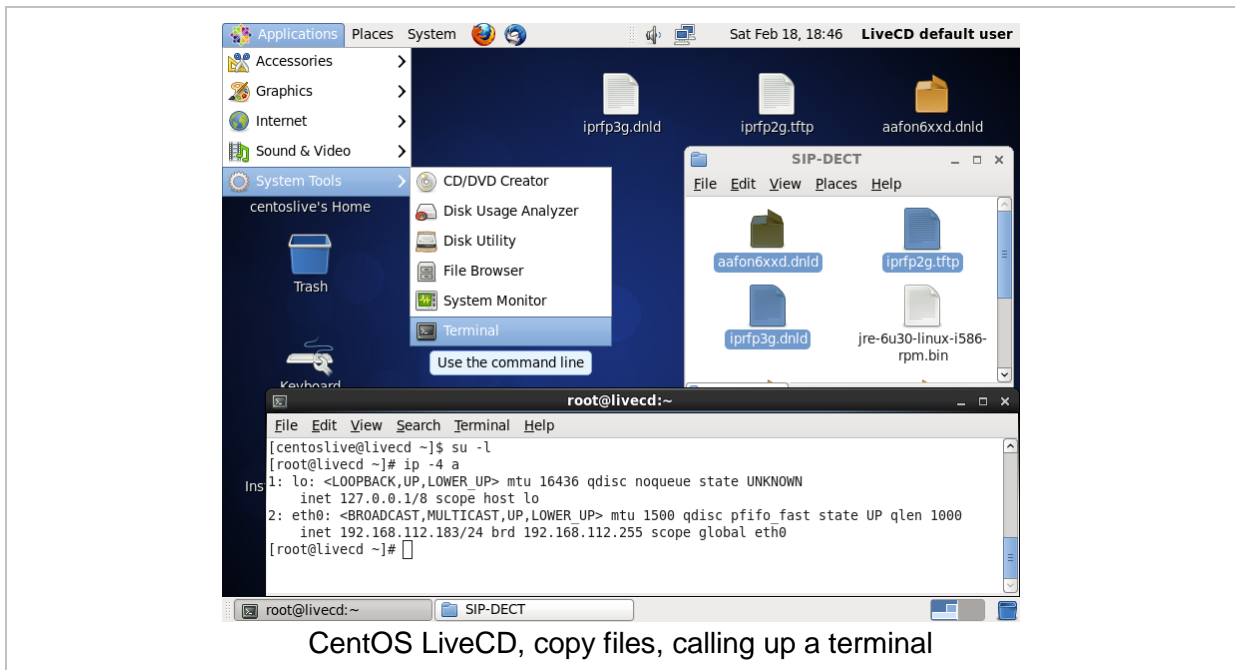 Applications Places System Sat Feb 18, 18:46 LiveCD default user
Accessories
Graphics
Internet
Sound & Video
System Tools
CD/DVD Creator
Disk Usage Analyzer
Disk Utility
File Browser
System Monitor
Terminal
Use the command line
iprfp3g.dnld
iprfp2g.tftp
aafon6xxd.dnld
centoslive's Home
Trash
Keyboard
Ins
SIP-DECT
File Edit View Places Help
aafon6xxd.dnld
iprfp2g.tftp
iprfp3g.dnld
jre-6u30-linux-i586-
rpm.bin
root@livecd:~
File Edit View Search Terminal Help
[centoslive@livecd ~]$ su -l
[root@livecd ~]# ip -4 a
1: lo: <LOOPBACK,UP,LOWER_UP> mtu 16436 qdisc noqueue state UNKNOWN
inet 127.0.0.1/8 scope host lo
2: eth0: <BROADCAST,MULTICAST,UP,LOWER_UP> mtu 1500 qdisc pfifo_fast state UP qlen 1000
inet 192.168.112.183/24 brd 192.168.112.255 scope global eth0
[root@livecd ~]#
root@livecd:~
SIP-DECT
CentOS LiveCD, copy files, calling up a terminal